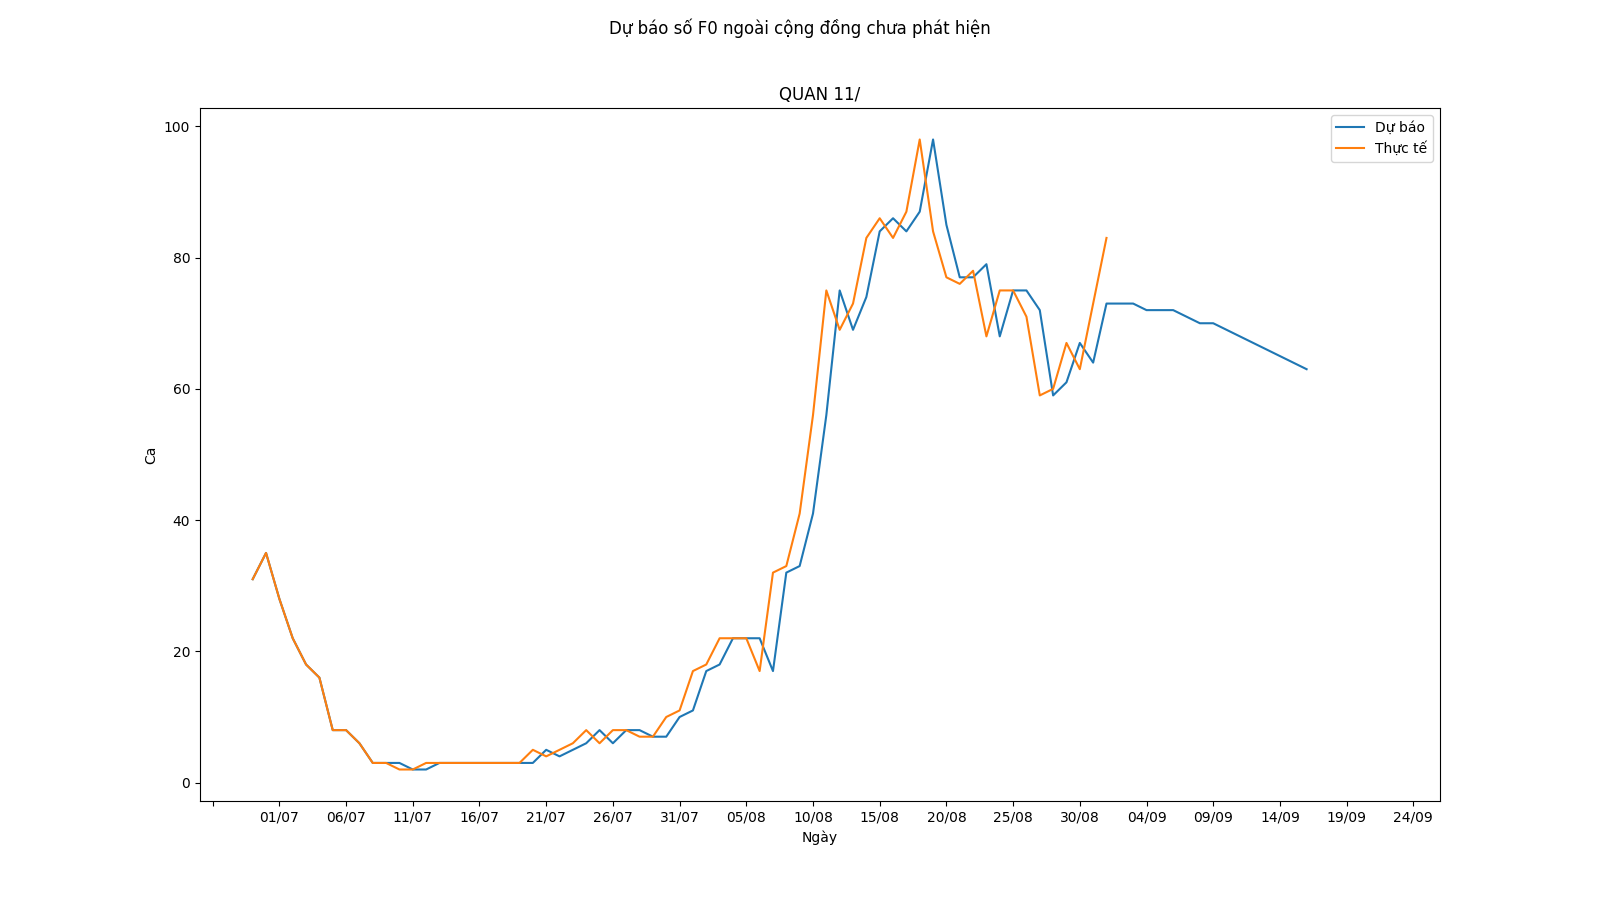 Dự báo số F0 ngoài cộng đồng chưa phát hiện
QUAN 11/
Dự báo
Thực tế
100
80
60
40
20
0
Ca
01/07 06/07 11/07 16/07 21/07 26/07 31/07 05/08 10/08 15/08 20/08 25/08 30/08 04/09 09/09 14/09 19/09 24/09
Ngày